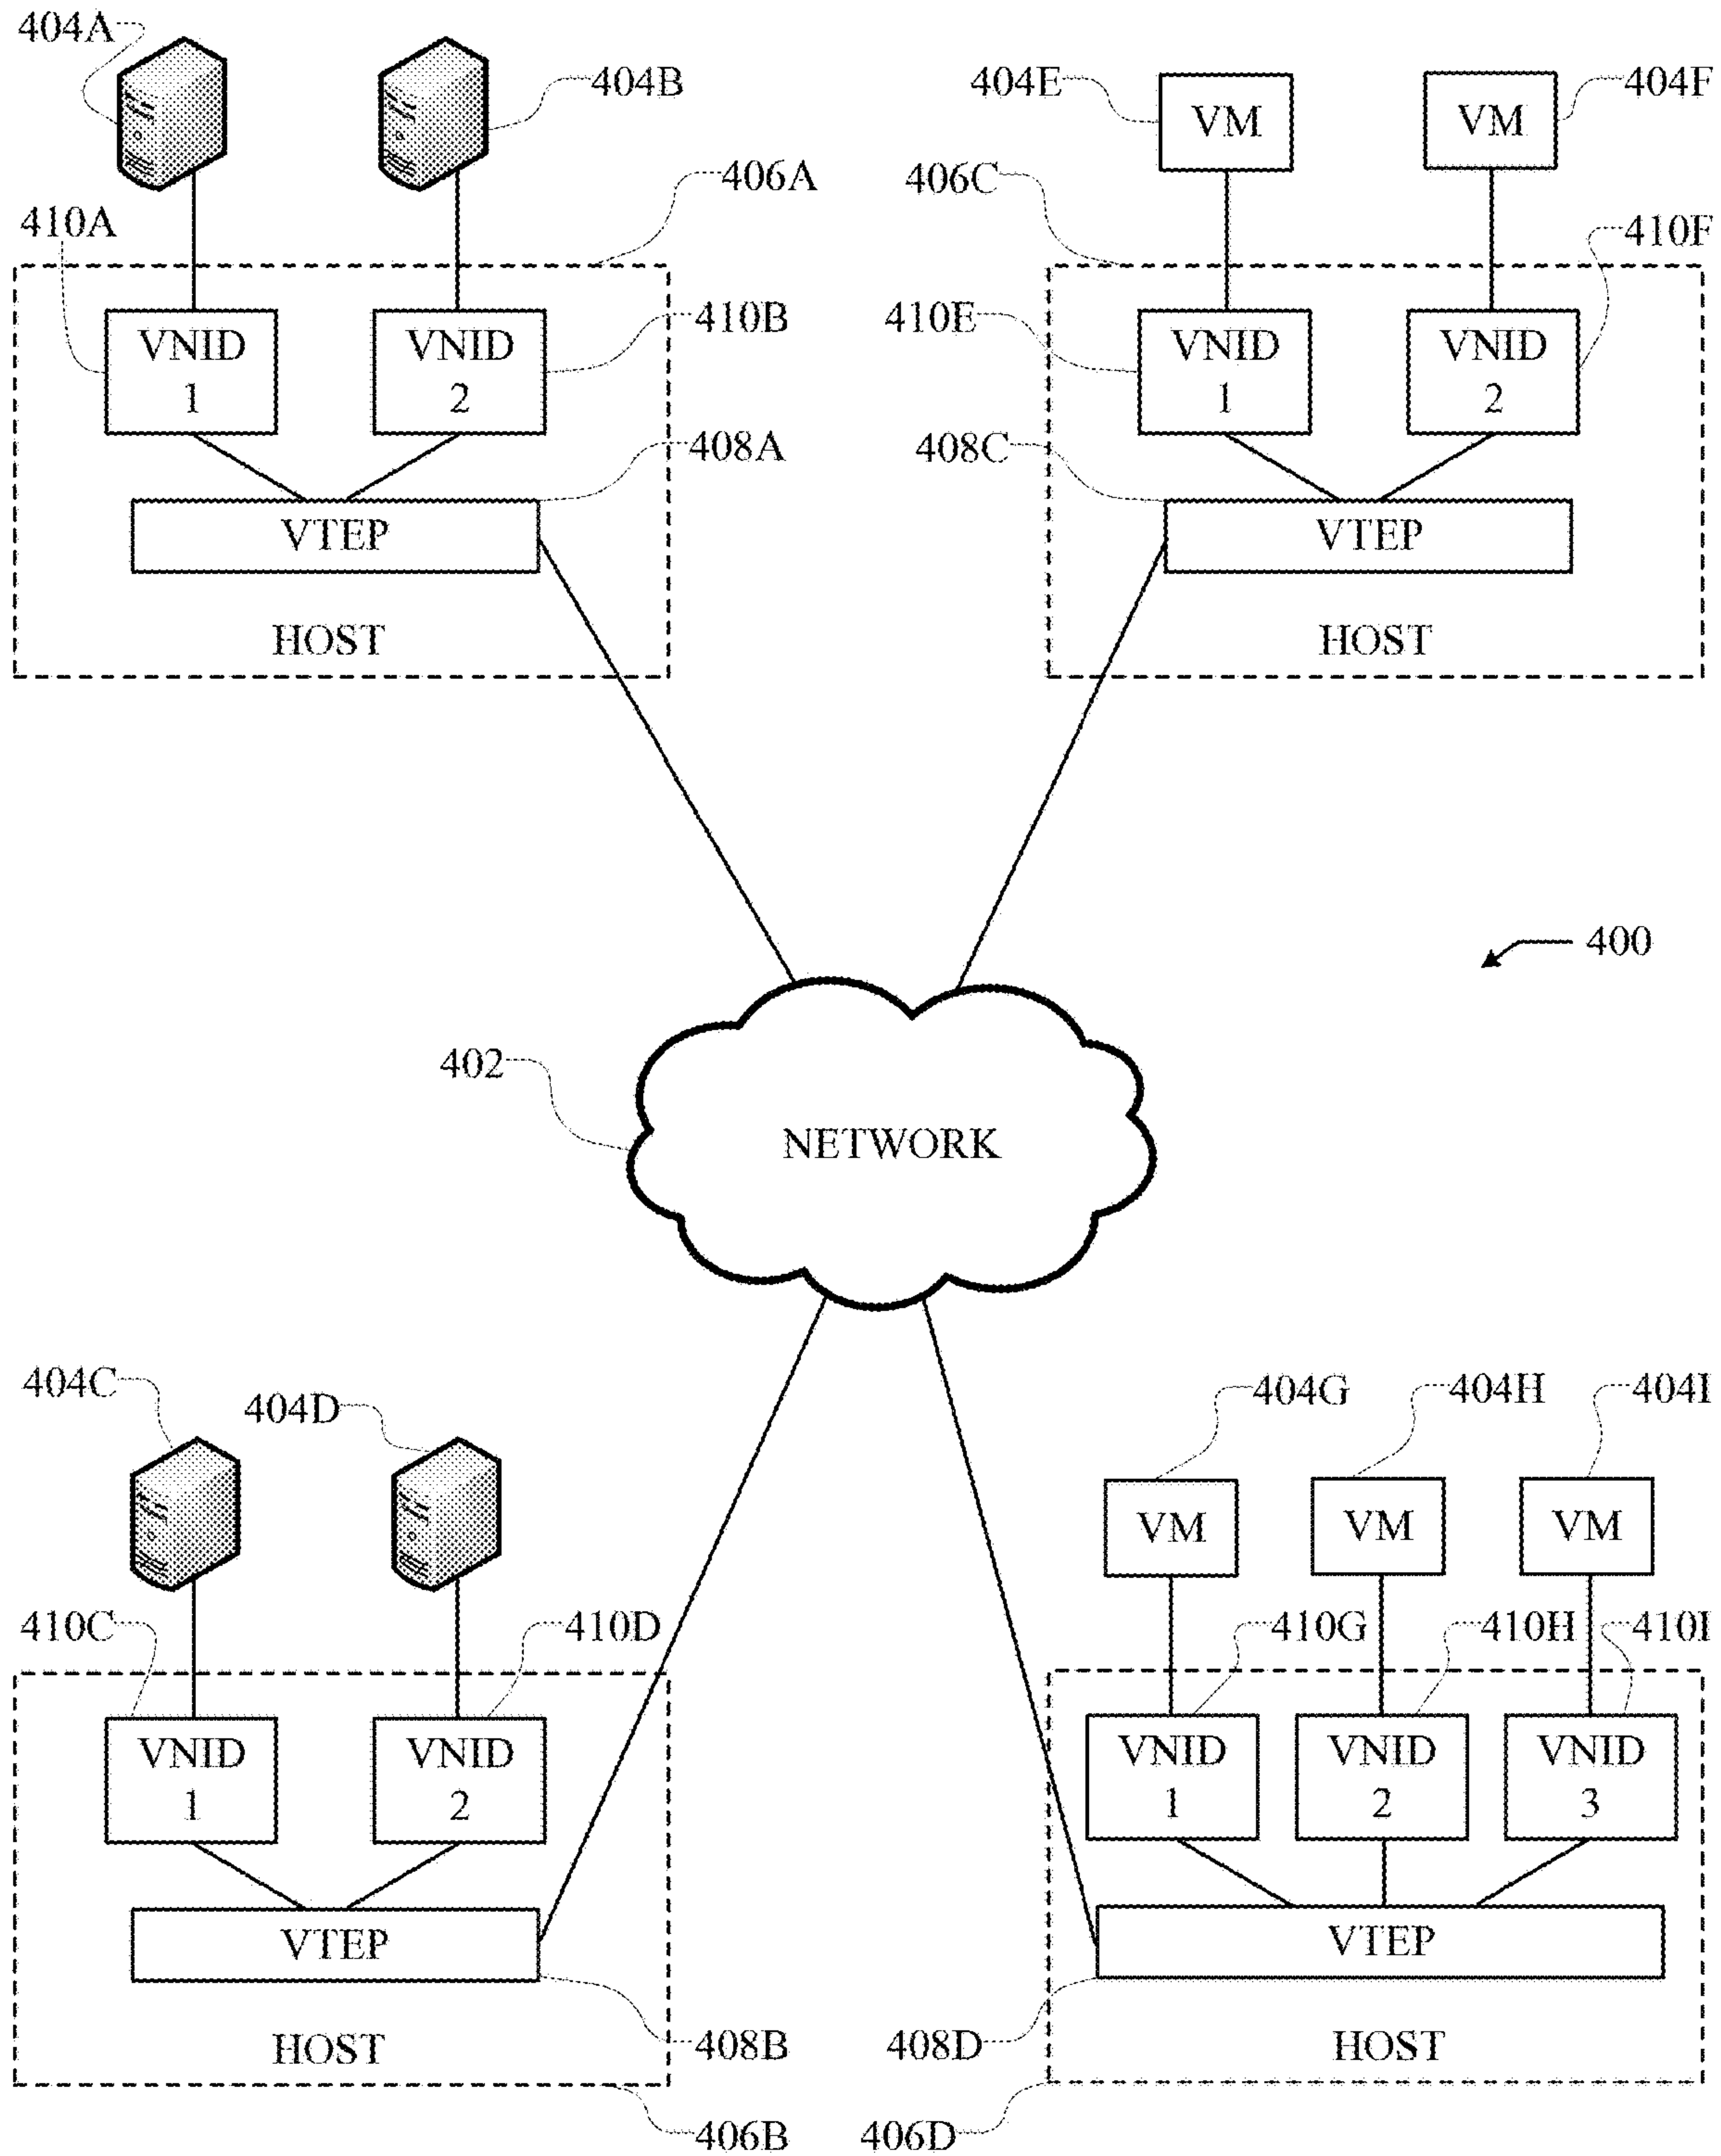 404A
404B
404E
VM
VM
404F
406A
406C
410A
410F
VNID
1
VNID
2
410B
410E
VNID
1
VNID
2
408A
408C
VTEP
VTEP
HOST
HOST
400
402
NETWORK
404C
404D
404G
404H
404I
VM
VM
VM
410C
410D
410G
410H
410I
VNID
1
VNID
2
VNID
1
VNID
2
VNID
3
VTEP
VTEP
HOST
408B
408D
HOST
406B
406D